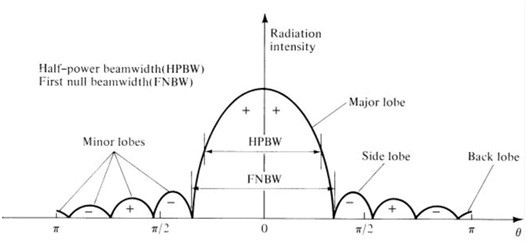 Radiation
intensity
Half-power beamwidth(HPBW)
First null beamwidth(FNBW)
Major lobe
+ +
Minor lobes
HPBW
Side lobe
Back lobe
FNBW
− + − − + −
π π/2 0 π/2 π θ